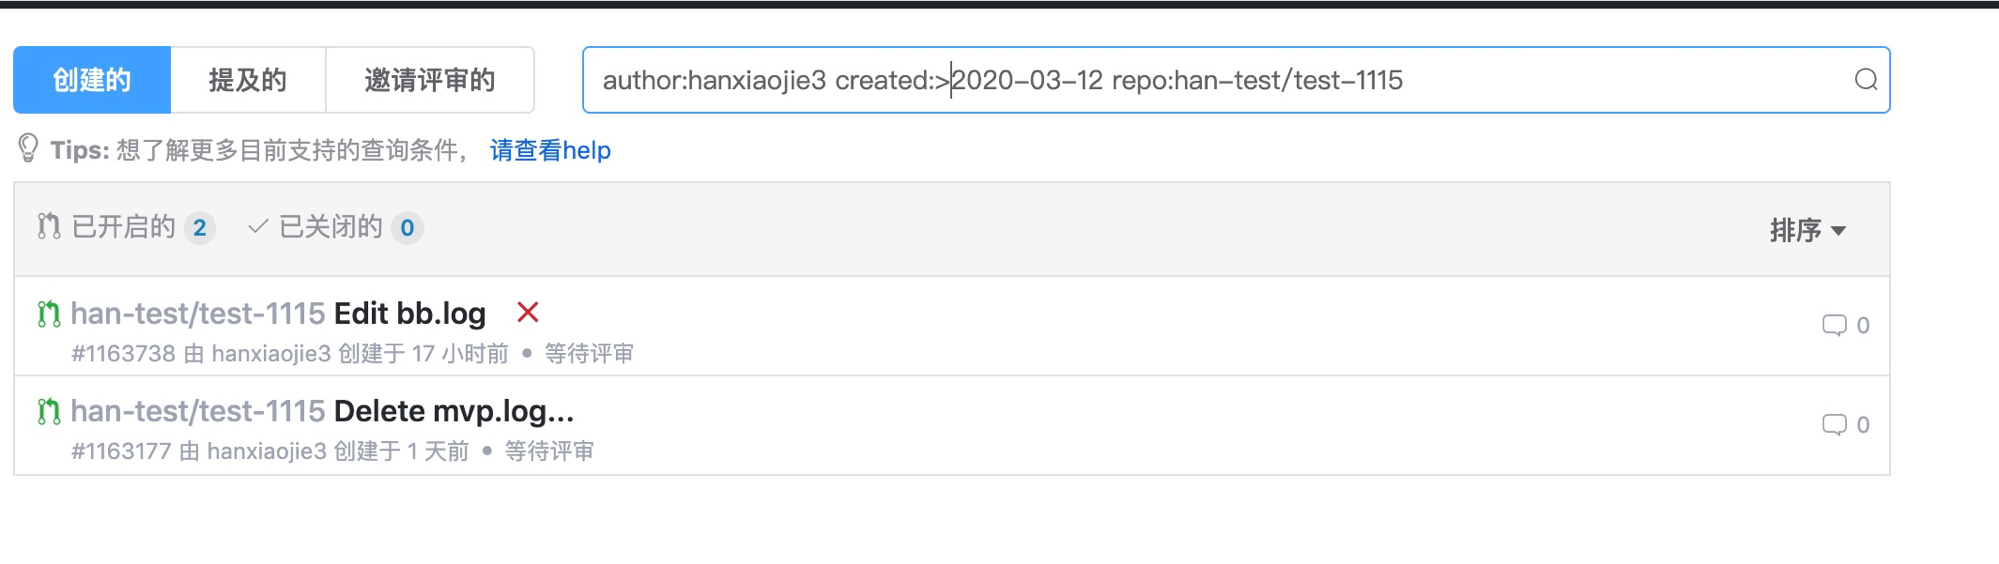 创建的 提及的 邀请评审的 author:hanxiaojie3 created:>2020-03-12 repo:han-test/test-1115
Tips: 想了解更多目前支持的查询条件， 请查看help
已开启的 2 已关闭的 0 排序
han-test/test-1115 Edit bb.log 0
#1163738 由 hanxiaojie3 创建于 17 小时前 • 等待评审
han-test/test-1115 Delete mvp.log... 0
#1163177 由 hanxiaojie3 创建于 1 天前 • 等待评审